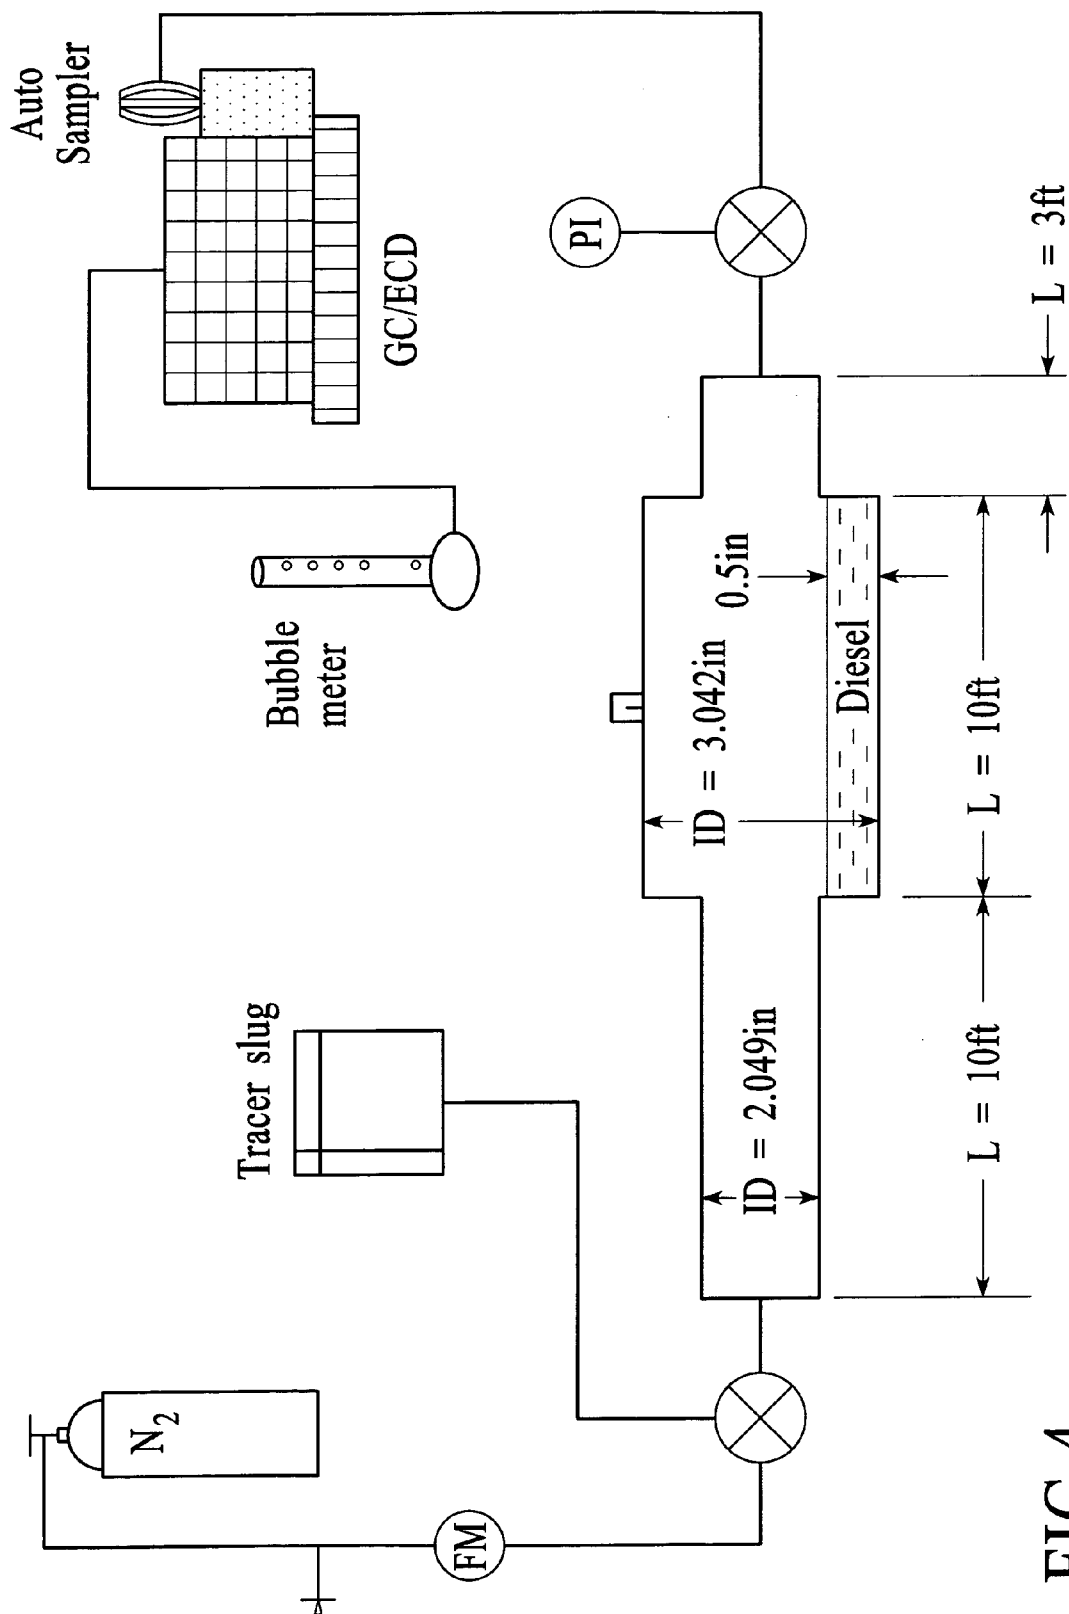 Auto
Sampler
GC/ECD
PI
Bubble
meter
Tracer slug
N2
FM
ID = 2.049in
ID = 3.042in
0.5in
Diesel
L = 10ft
L = 10ft
L = 3ft